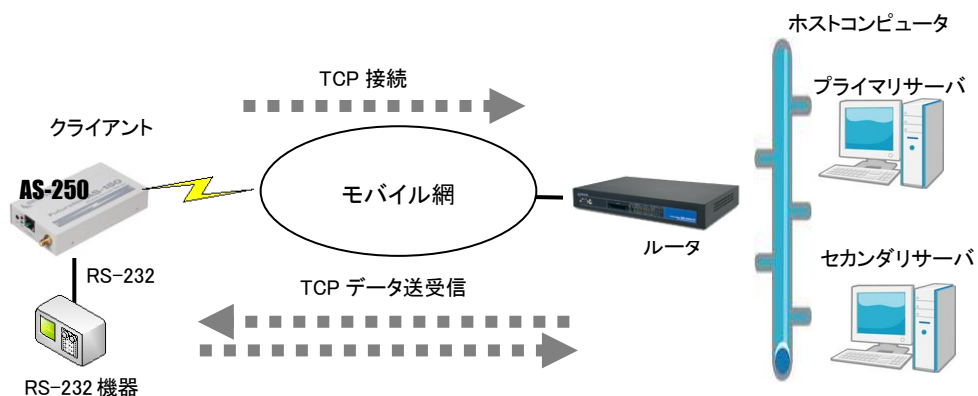 ホストコンピュータ
TCP 接続
プライマリサーバ
クライアント
AS-250
モバイル網
ルータ
セカンダリサーバ
RS-232
TCP データ送受信
RS-232 機器